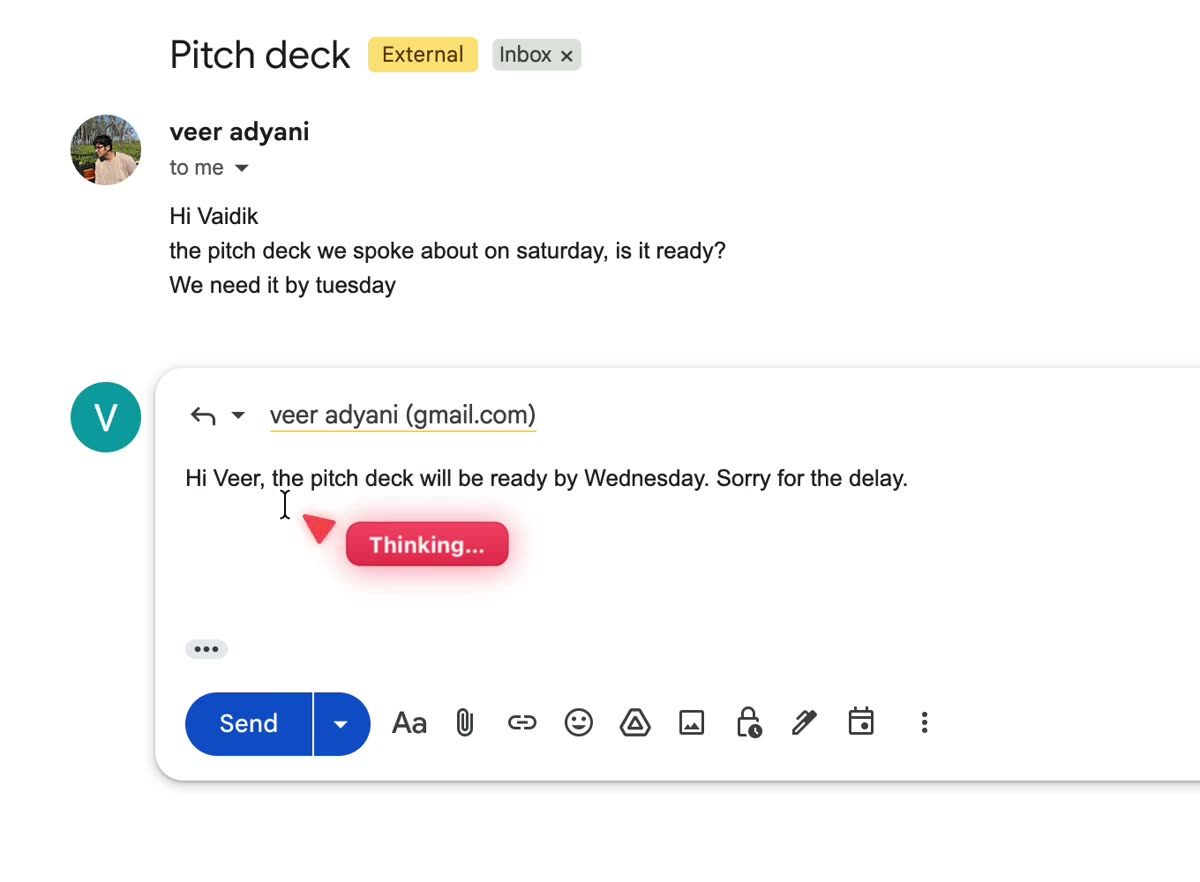 Pitch deck External Inbox ×
veer adyani
to me
Hi Vaidik
the pitch deck we spoke about on saturday, is it ready?
We need it by tuesday
V
veer adyani (gmail.com)
Hi Veer, the pitch deck will be ready by Wednesday. Sorry for the delay.
Thinking...
Send Aa